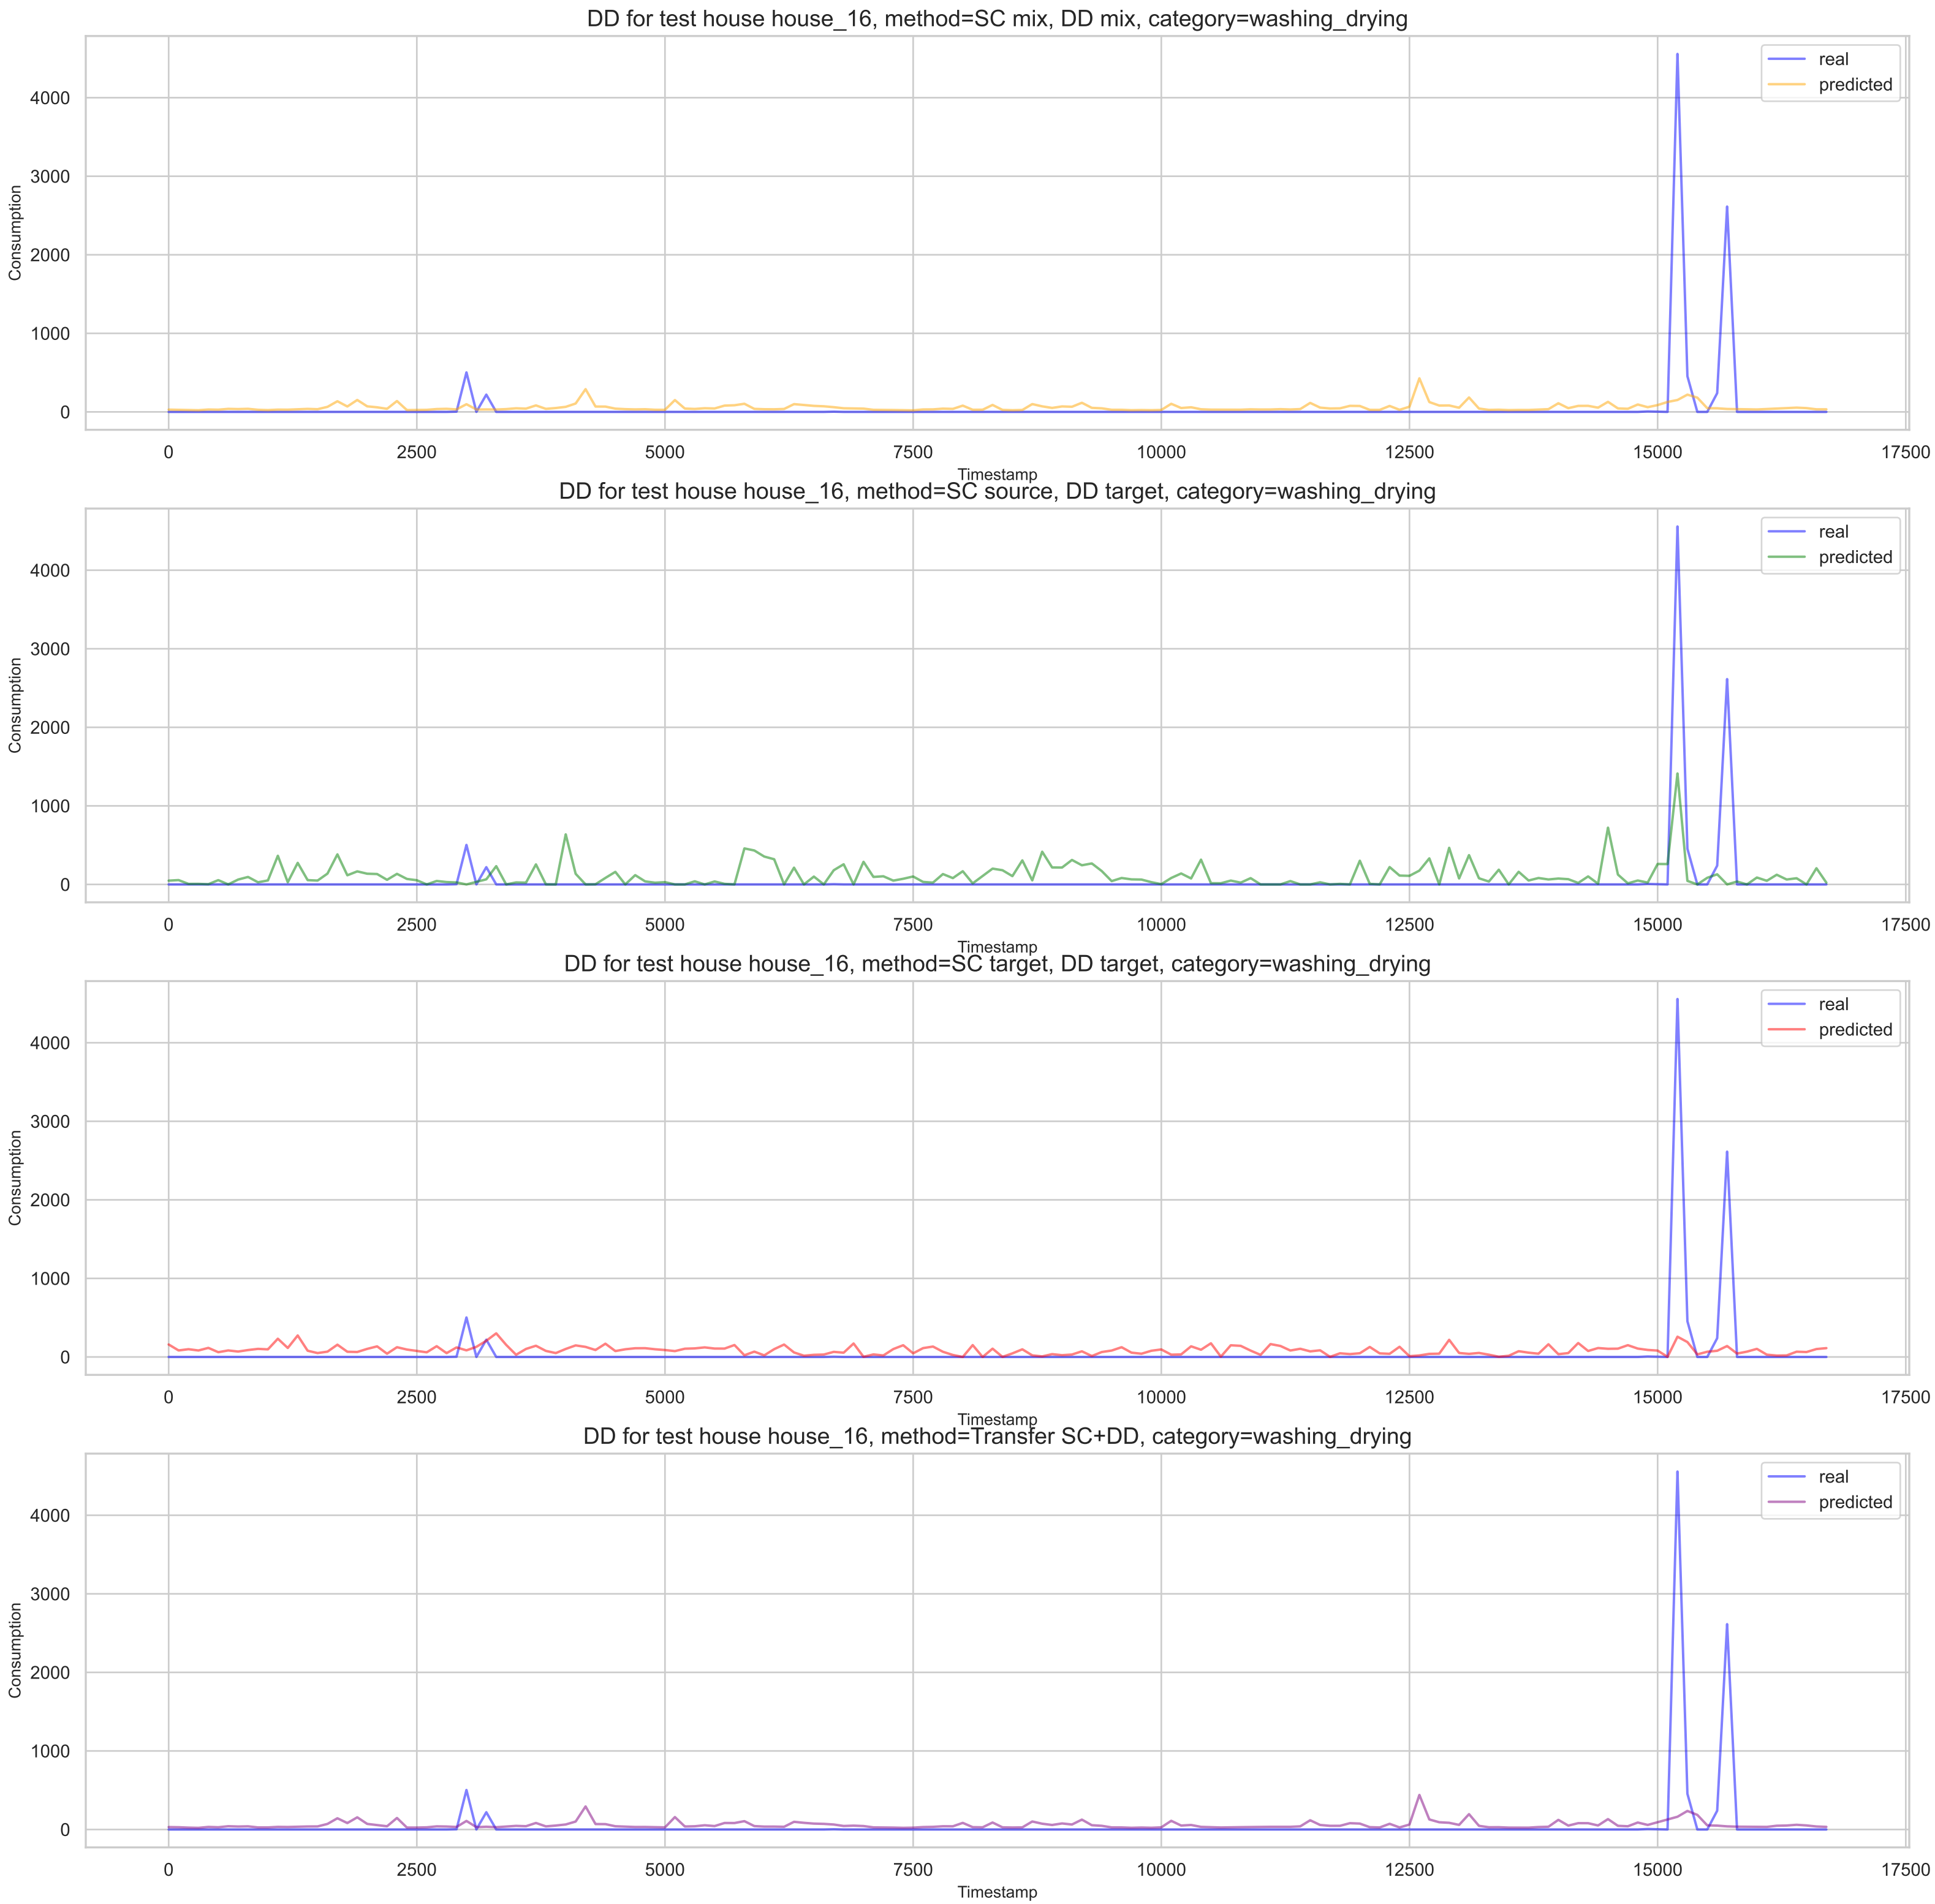 DD for test house house_16, method=SC mix, DD mix, category=washing_drying
real
predicted
Consumption
4000
3000
2000
1000
0
0 2500 5000 7500 10000 12500 15000 17500
Timestamp
DD for test house house_16, method=SC source, DD target, category=washing_drying
real
predicted
Consumption
4000
3000
2000
1000
0
0 2500 5000 7500 10000 12500 15000 17500
Timestamp
DD for test house house_16, method=SC target, DD target, category=washing_drying
real
predicted
Consumption
4000
3000
2000
1000
0
0 2500 5000 7500 10000 12500 15000 17500
Timestamp
DD for test house house_16, method=Transfer SC+DD, category=washing_drying
real
predicted
Consumption
4000
3000
2000
1000
0
0 2500 5000 7500 10000 12500 15000 17500
Timestamp